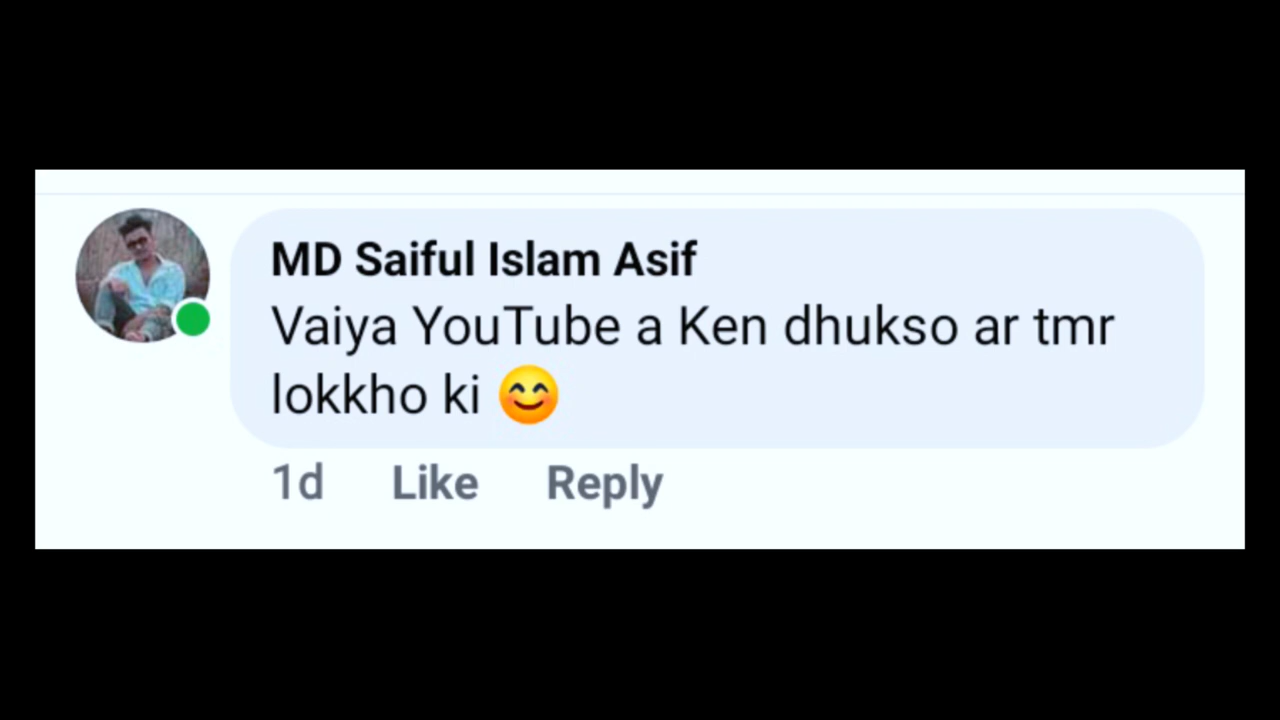 MD Saiful Islam Asif
Vaiya YouTube a Ken dhukso ar tmr
lokkho ki 😊
1d Like Reply